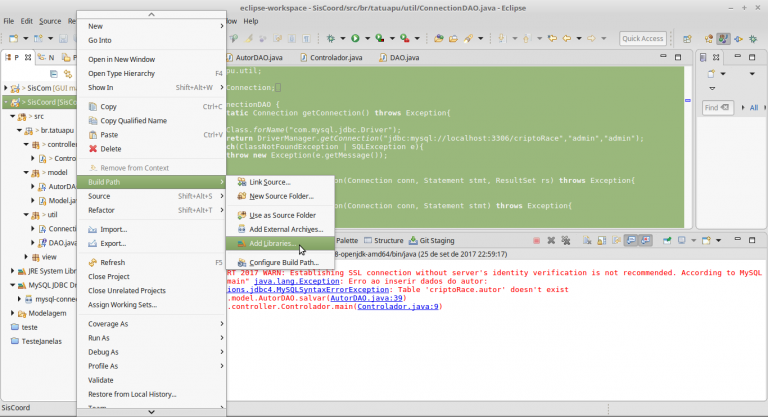 eclipse-workspace - SisCoord/src/br/tatuapu/util/ConnectionDAO.java - Eclipse
File
Edit
Window
Help
Quick Access
SisCom (GUI ma
SisCoord [SisCo
> src
> br.tatuapu
> controller
> Contro
> model
AutorDA
Model.ja
> util
Connecti
DAO.java
view
JRE System Lib
MySQL JDBC Dr
mysql-conne
Modelagem
teste
TesteJanelas
SisCoord
New
Go Into
Open in New Window
Open Type Hierarchy F4
Show In Shift+Alt+W
Copy Ctrl+C
Copy Qualified Name
Paste Ctrl+V
Delete
Remove from Context
Build Path
Source Shift+Alt+S
Refactor Shift+Alt+T
Import...
Export...
Refresh F5
Close Project
Close Unrelated Projects
Assign Working Sets...
Coverage As
Run As
Debug As
Profile As
Validate
Restore from Local History...
Team
Link Source...
New Source Folder...
Use as Source Folder
Add External Archives...
Add Libraries...
Configure Build Path...
AutorDAO.java
Controlador.java
DAO.java
pu.util;
Connection;
nnectionDAO {
tatic Connection getConnection() throws Exception{
Class.forName("com.mysql.jdbc.Driver");
return DriverManager.getConnection("jdbc:mysql://localhost:3306/criptoRace","admin","admin");
ch(ClassNotFoundException | SQLException e){
throw new Exception(e.getMessage());
(Connection conn, Statement stmt, ResultSet rs) throws Exception{
(Connection conn, Statement stmt) throws Exception{
Find
All
Palette
Structure
Git Staging
8-openjdk-amd64/bin/java (25 de set de 2017 22:59:17)
RT 2017 WARN: Establishing SSL connection without server's identity verification is not recommended. According to MySQL
main" java.lang.Exception: Erro ao inserir dados do autor:
ions.jdbc4.MySQLSyntaxErrorException: Table 'criptoRace.autor' doesn't exist
.model.AutorDAO.salvar(AutorDAO.java:39)
.controller.Controlador.main(Controlador.java:9)